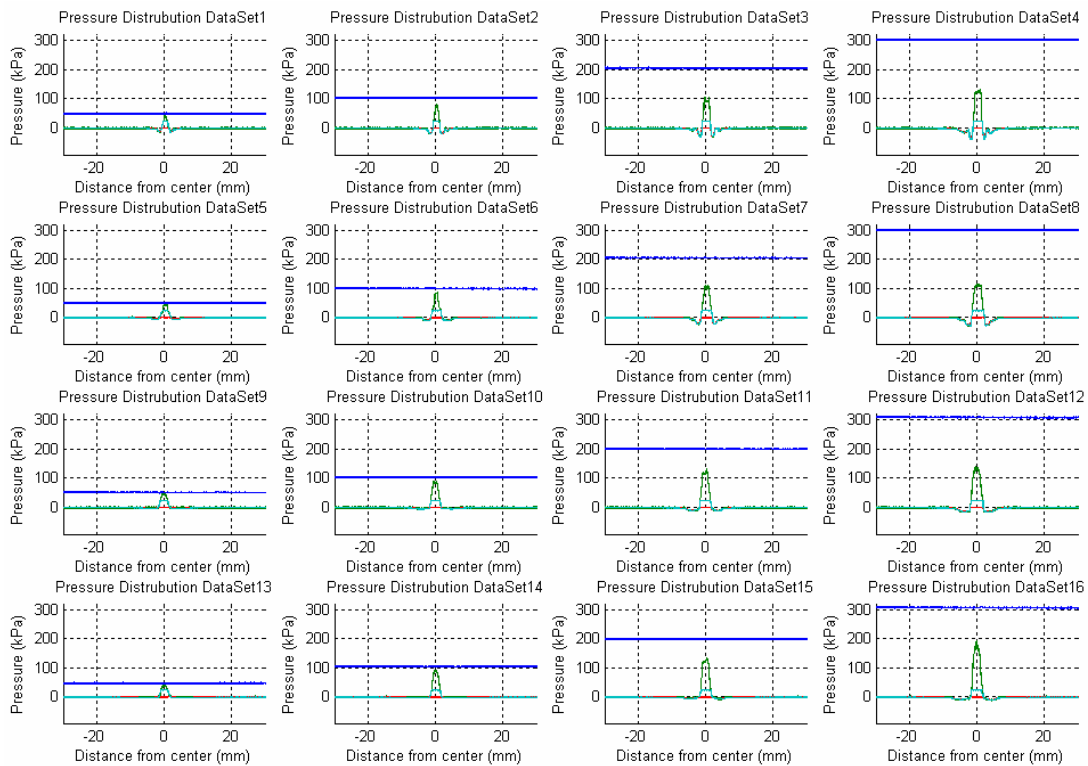 Pressure Distrubution DataSet1
Pressure (kPa)
300
200
100
0
-20 0 20
Distance from center (mm)
Pressure Distrubution DataSet2
Pressure (kPa)
300
200
100
0
-20 0 20
Distance from center (mm)
Pressure Distrubution DataSet3
Pressure (kPa)
300
200
100
0
-20 0 20
Distance from center (mm)
Pressure Distrubution DataSet4
Pressure (kPa)
300
200
100
0
-20 0 20
Distance from center (mm)
Pressure Distrubution DataSet5
Pressure (kPa)
300
200
100
0
-20 0 20
Distance from center (mm)
Pressure Distrubution DataSet6
Pressure (kPa)
300
200
100
0
-20 0 20
Distance from center (mm)
Pressure Distrubution DataSet7
Pressure (kPa)
300
200
100
0
-20 0 20
Distance from center (mm)
Pressure Distrubution DataSet8
Pressure (kPa)
300
200
100
0
-20 0 20
Distance from center (mm)
Pressure Distrubution DataSet9
Pressure (kPa)
300
200
100
0
-20 0 20
Distance from center (mm)
Pressure Distrubution DataSet10
Pressure (kPa)
300
200
100
0
-20 0 20
Distance from center (mm)
Pressure Distrubution DataSet11
Pressure (kPa)
300
200
100
0
-20 0 20
Distance from center (mm)
Pressure Distrubution DataSet12
Pressure (kPa)
300
200
100
0
-20 0 20
Distance from center (mm)
Pressure Distrubution DataSet13
Pressure (kPa)
300
200
100
0
-20 0 20
Distance from center (mm)
Pressure Distrubution DataSet14
Pressure (kPa)
300
200
100
0
-20 0 20
Distance from center (mm)
Pressure Distrubution DataSet15
Pressure (kPa)
300
200
100
0
-20 0 20
Distance from center (mm)
Pressure Distrubution DataSet16
Pressure (kPa)
300
200
100
0
-20 0 20
Distance from center (mm)